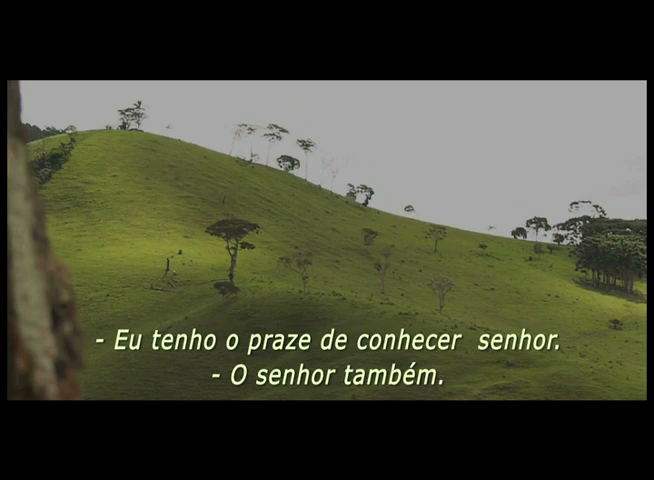 - Eu tenho o praze de conhecer senhor.
- O senhor também.